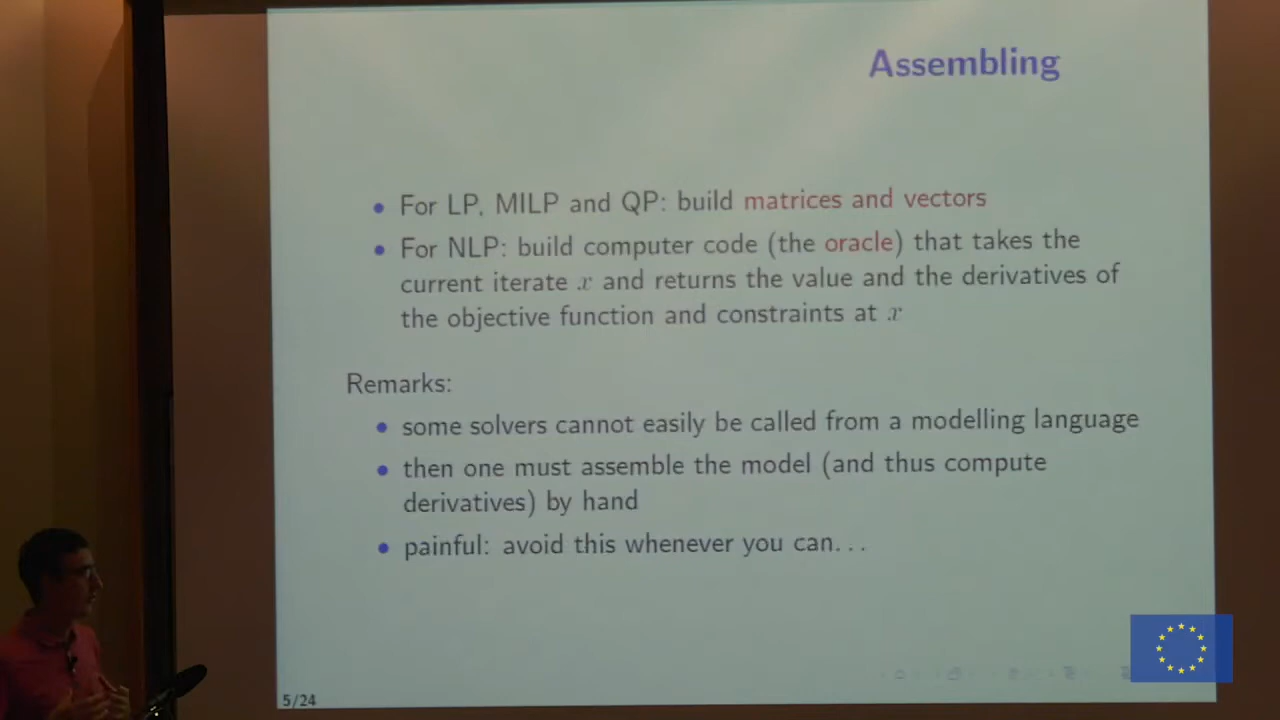 Assembling
• For LP, MILP and QP: build matrices and vectors
• For NLP: build computer code (the oracle) that takes the
current iterate x and returns the value and the derivatives of
the objective function and constraints at x
Remarks:
• some solvers cannot easily be called from a modelling language
• then one must assemble the model (and thus compute
derivatives) by hand
• painful: avoid this whenever you can...
5/24